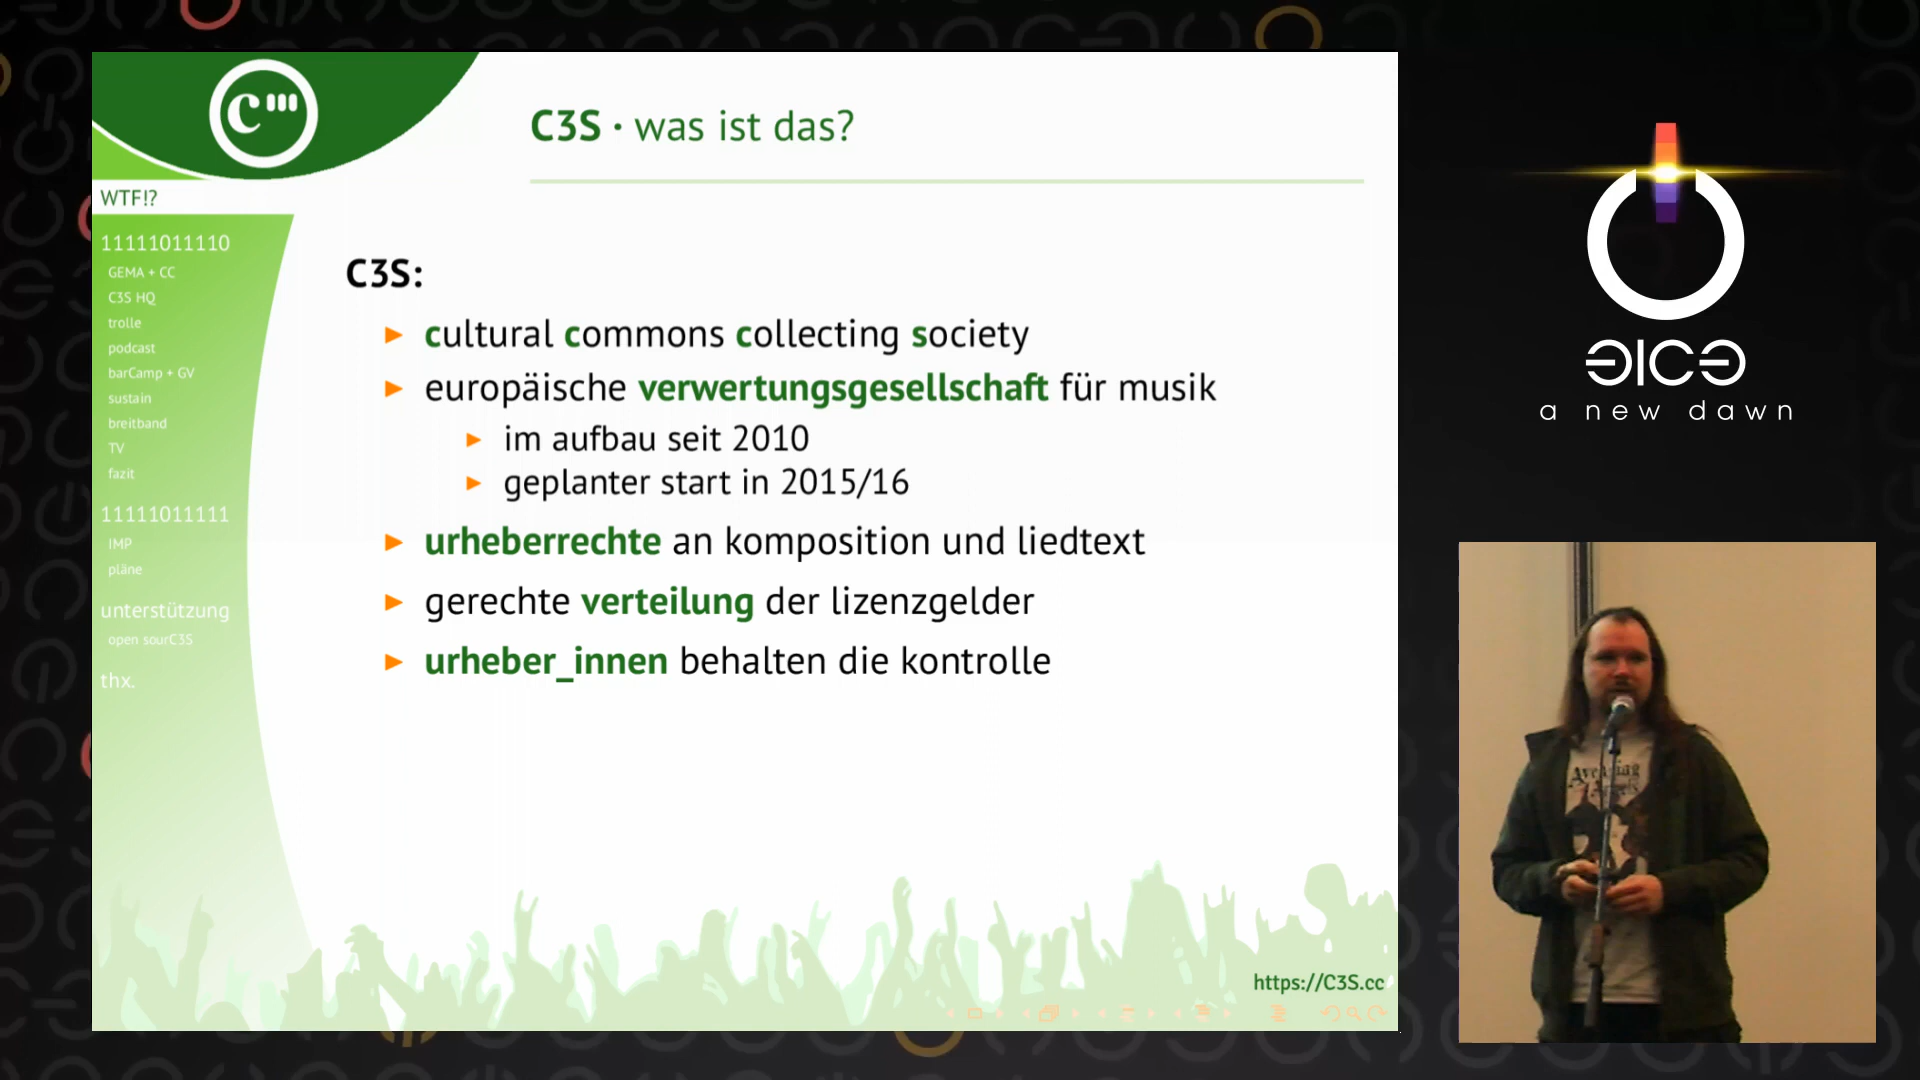 C3S · was ist das?
WTF!?
11111011110
GEMA + CC
C3S HQ
trolle
podcast
barCamp + GV
sustain
breitband
TV
fazit
11111011111
IMP
pläne
unterstützung
open sourC3S
thx.
C3S:
cultural commons collecting society
europäische verwertungsgesellschaft für musik
im aufbau seit 2010
geplanter start in 2015/16
urheberrechte an komposition und liedtext
gerechte verteilung der lizenzgelder
urheber_innen behalten die kontrolle
https://C3S.cc
a new dawn
Avenging
Angels